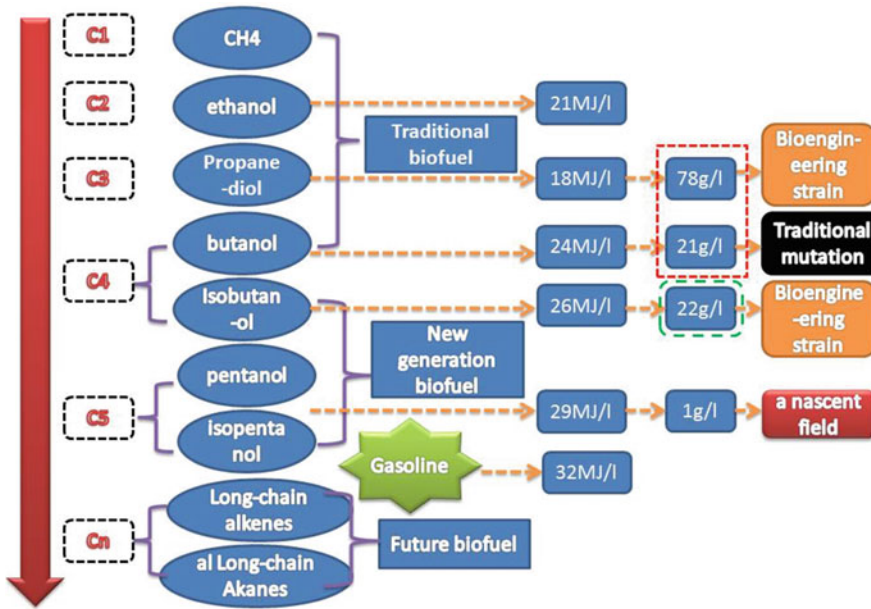 C1
CH4
C2
ethanol
21MJ/l
Traditional
biofuel
C3
Propane
-diol
18MJ/l
78g/l
Bioengin-
eering
strain
C4
butanol
24MJ/l
21g/l
Traditional
mutation
Isobutan
-ol
26MJ/l
22g/l
Bioengine
-ering
strain
New
generation
biofuel
C5
pentanol
29MJ/l
1g/l
a nascent
field
isopenta
nol
Gasoline
32MJ/l
Cn
Long-chain
alkenes
Future biofuel
al Long-chain
Akanes